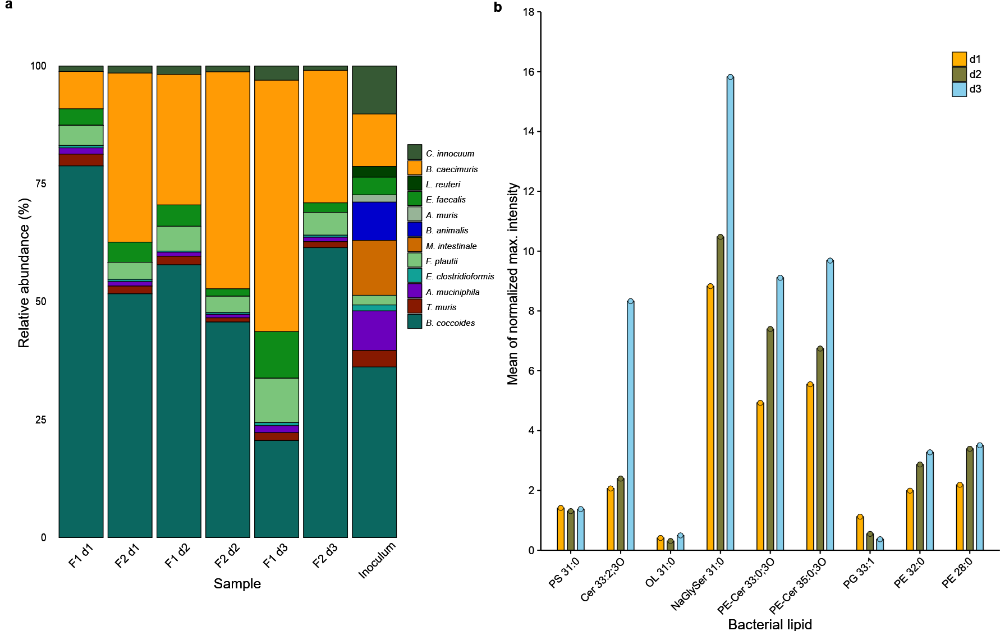 a
100
75
50
25
0
Relative abundance (%)
F1 d1
F2 d1
F1 d2
F2 d2
F1 d3
F2 d3
Inoculum
Sample
C. innocuum
B. caecimuris
L. reuteri
E. faecalis
A. muris
B. animalis
M. intestinale
F. plautii
E. clostridioformis
A. muciniphila
T. muris
B. coccoides
b
18
16
14
12
10
8
6
4
2
0
Mean of normalized max. intensity
d1
d2
d3
PS 31:0
Cer 33:2;3O
OL 31:0
NaGlySer 31:0
PE-Cer 33:0;3O
PE-Cer 35:0;3O
PG 33:1
PE 32:0
PE 28:0
Bacterial lipid